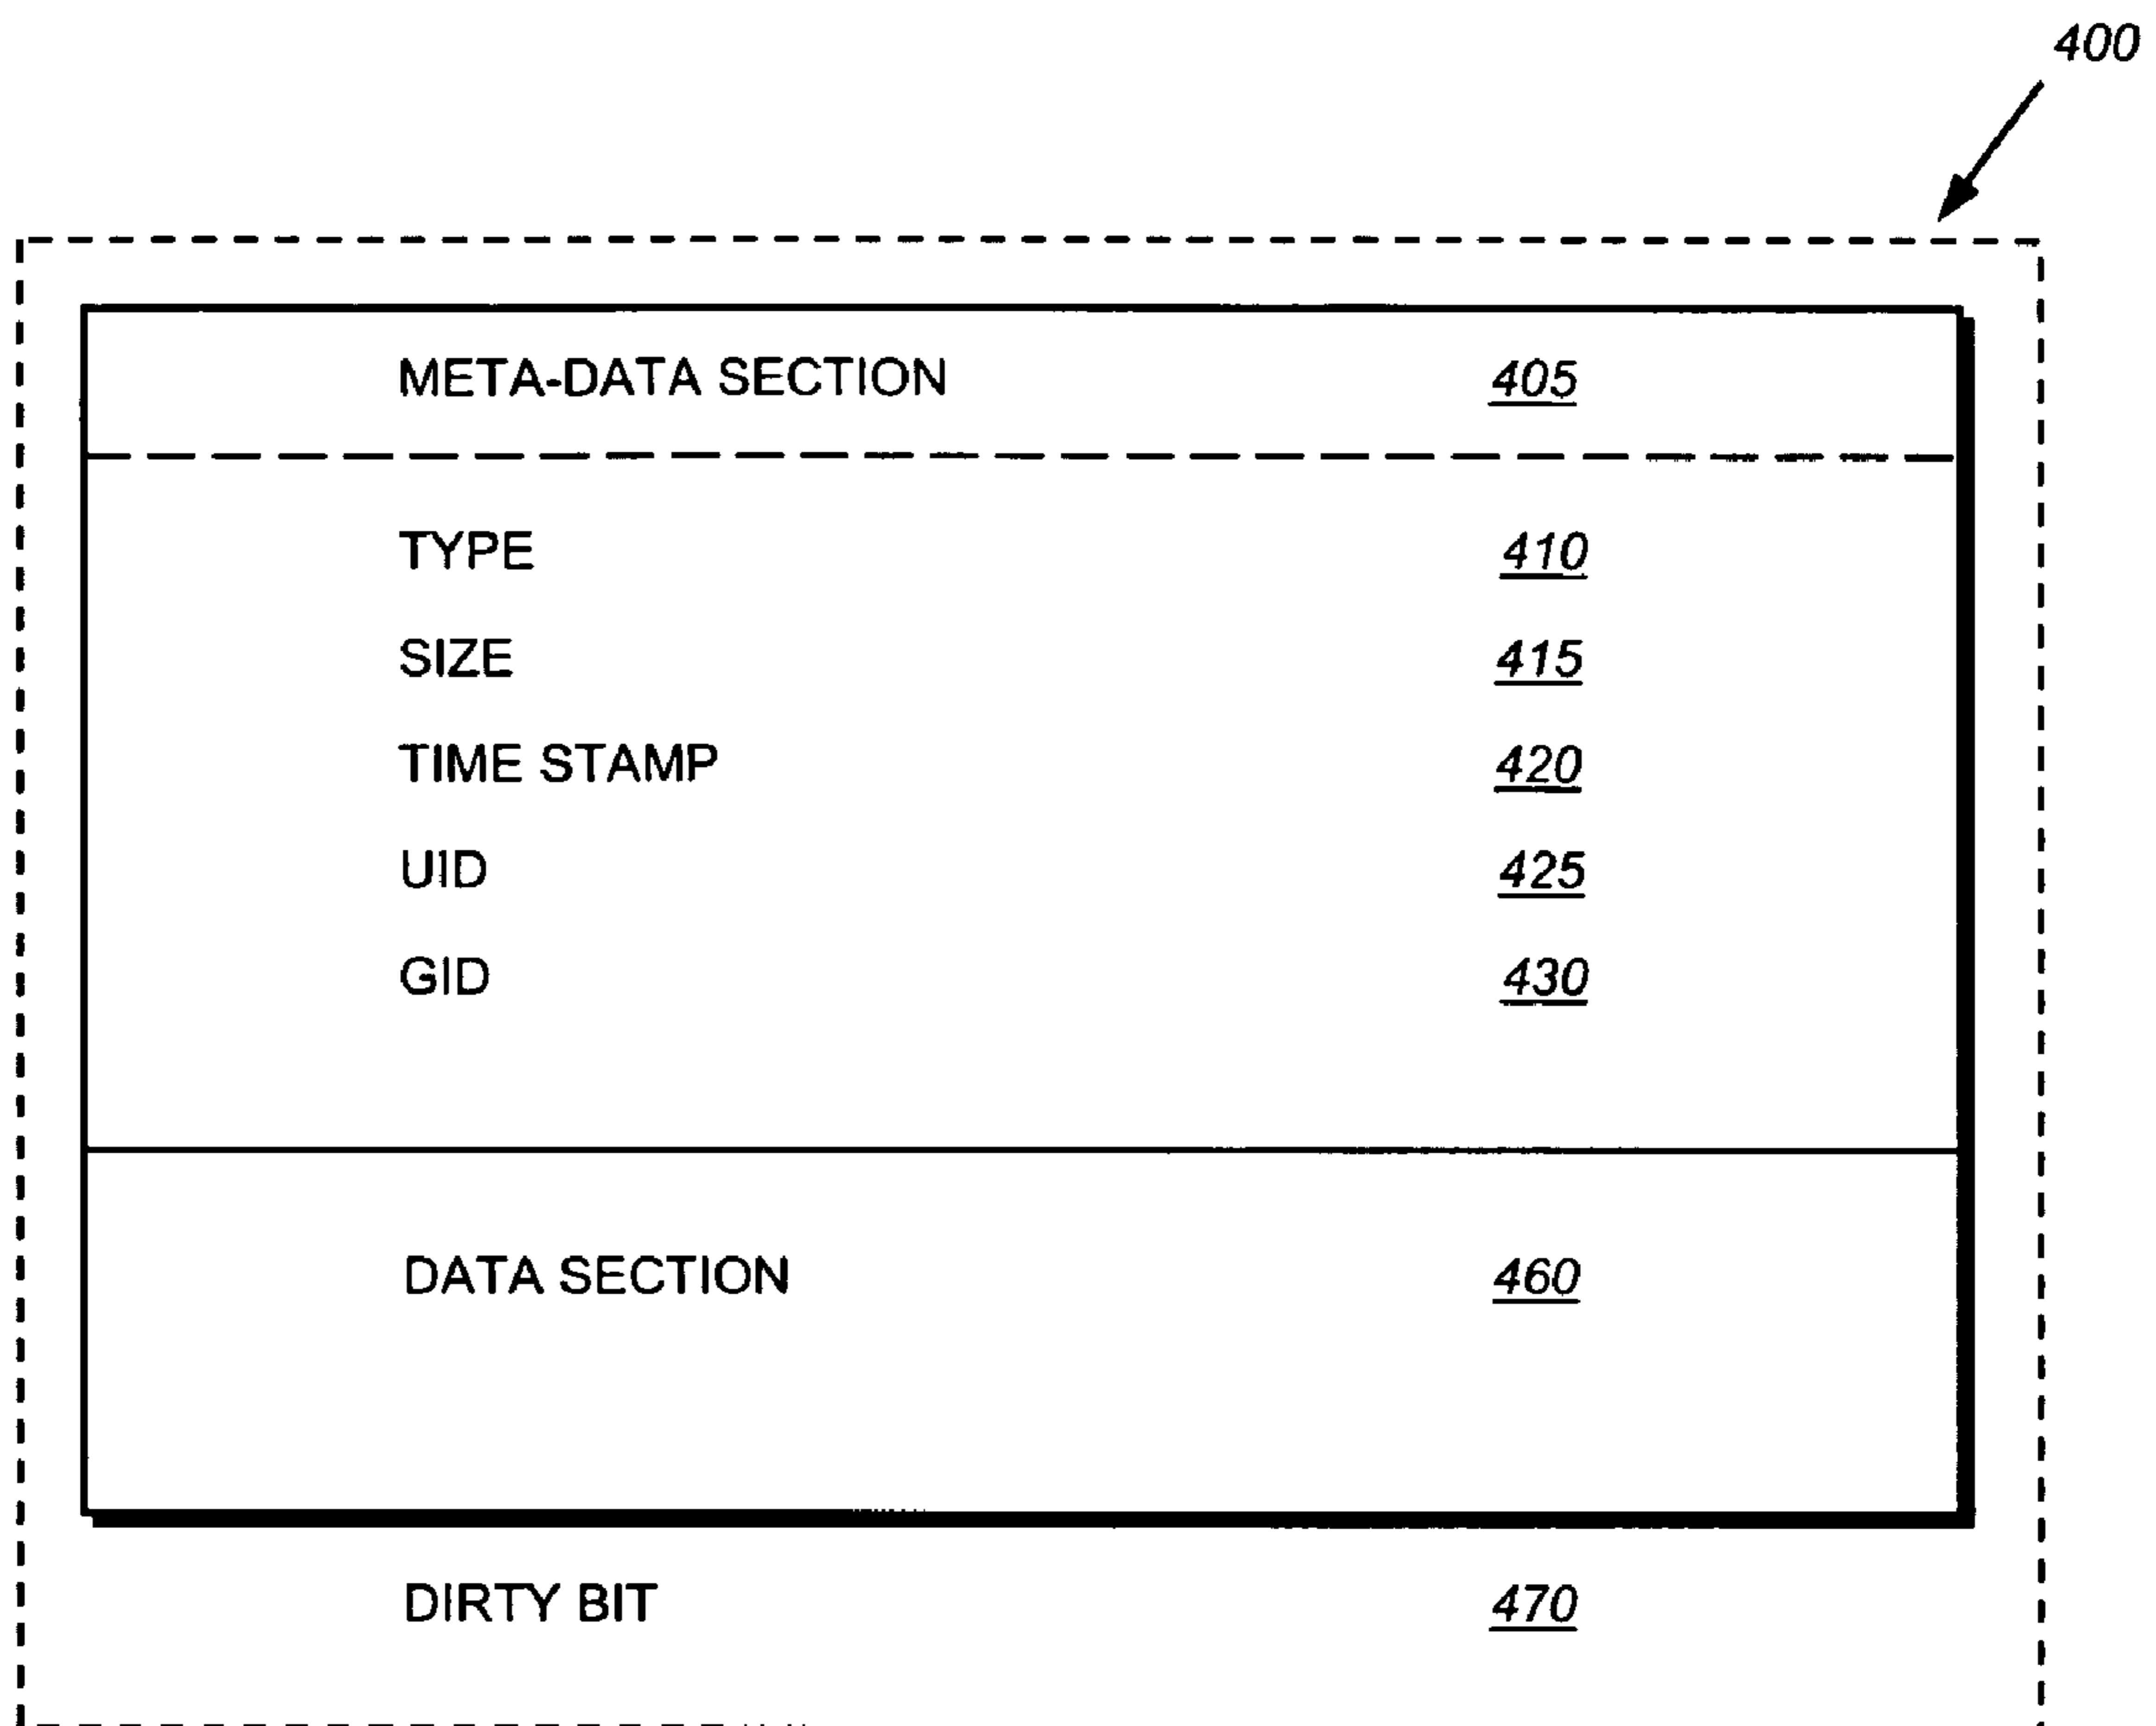 400
META-DATA SECTION 405
TYPE 410
SIZE 415
TIME STAMP 420
UID 425
GID 430
DATA SECTION 460
DIRTY BIT 470